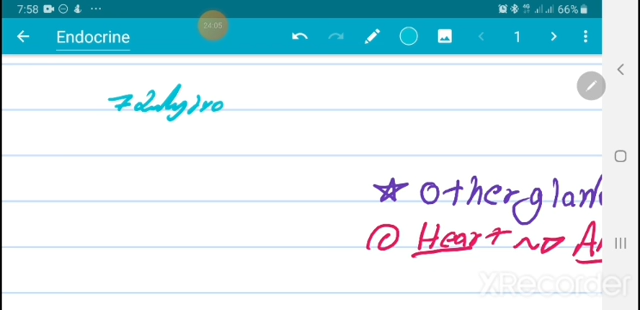 7:58 66%
24:05
Endocrine 1
☆ Other glan
Heart ~> A
XRecorder